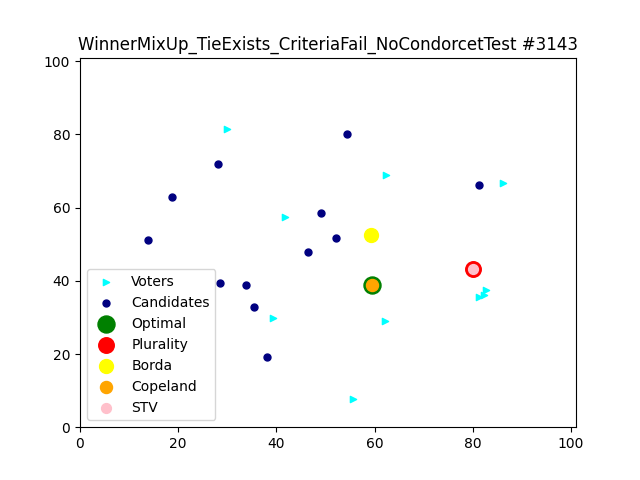 WinnerMixUp_TieExists_CriteriaFail_NoCondorcetTest #3143
100
80
60
40
20
0
Voters
Candidates
Optimal
Plurality
Borda
Copeland
STV
0 20 40 60 80 100